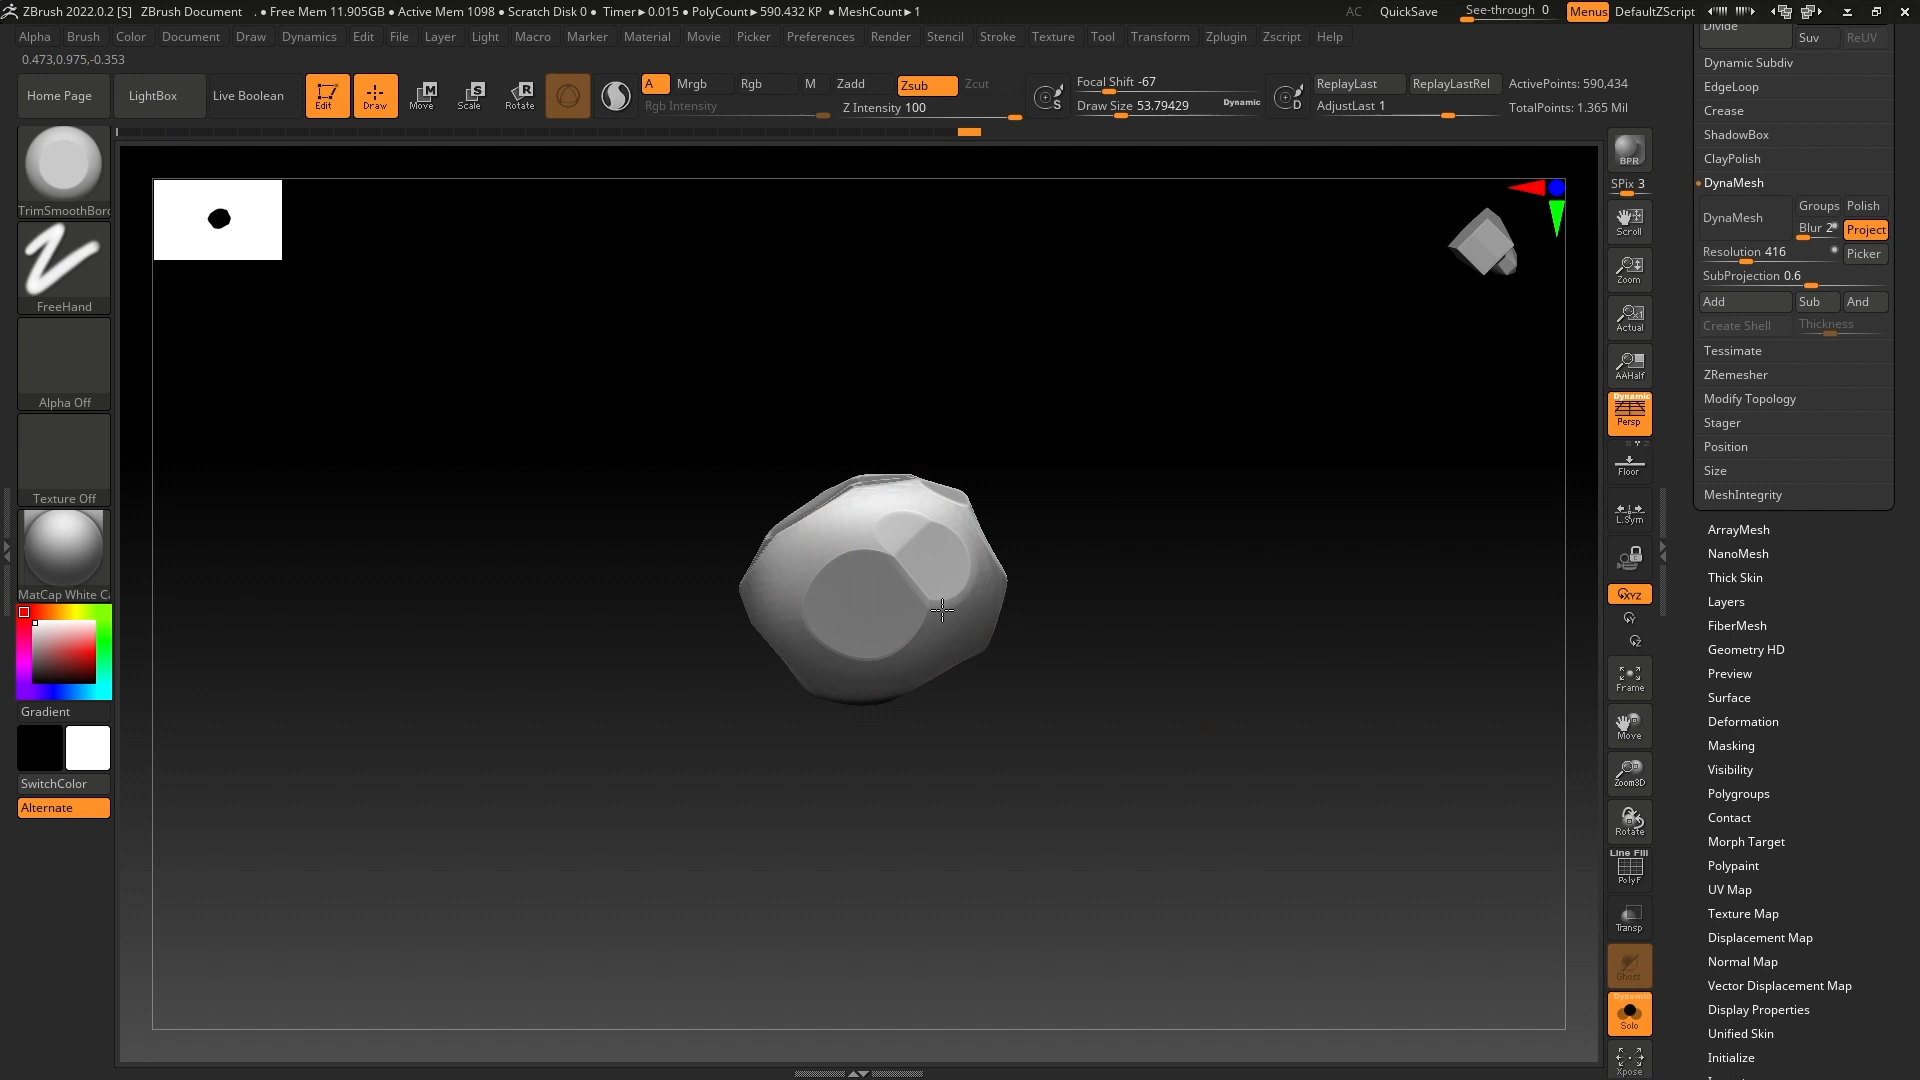 ZBrush 2022.0.2 [S] ZBrush Document . ● Free Mem 11.905GB ● Active Mem 1098 ● Scratch Disk 0 ● Timer►0.015 ● PolyCount►590.432 KP ● MeshCount►1 AC QuickSave See-through 0 Menus DefaultZScript
Alpha Brush Color Document Draw Dynamics Edit File Layer Light Macro Marker Material Movie Picker Preferences Render Stencil Stroke Texture Tool Transform Zplugin Zscript Help
0.473,0.975,-0.353
Home Page LightBox Live Boolean Edit Draw Move Scale Rotate
A Mrgb Rgb M Zadd Zsub Zcut
Rgb Intensity Z Intensity 100
S Focal Shift -67
Draw Size 53.79429 Dynamic
D ReplayLast ReplayLastRel ActivePoints: 590,434
AdjustLast 1 TotalPoints: 1.365 Mil
TrimSmoothBord
FreeHand
Alpha Off
Texture Off
MatCap White Ca
Gradient
SwitchColor
Alternate
BPR
SPix 3
Scroll
Zoom
Actual
AAHalf
Dynamic
Persp
Floor
L.Sym
XYZ
Y
Z
Frame
Move
Zoom3D
Rotate
Line Fill
PolyF
Transp
Ghost
Dynamic
Solo
Xpose
Divide
Suv ReUV
Dynamic Subdiv
EdgeLoop
Crease
ShadowBox
ClayPolish
DynaMesh
DynaMesh Groups Polish
Blur 2 Project
Resolution 416 Picker
SubProjection 0.6
Add Sub And
Create Shell Thickness
Tessimate
ZRemesher
Modify Topology
Stager
Position
Size
MeshIntegrity
ArrayMesh
NanoMesh
Thick Skin
Layers
FiberMesh
Geometry HD
Preview
Surface
Deformation
Masking
Visibility
Polygroups
Contact
Morph Target
Polypaint
UV Map
Texture Map
Displacement Map
Normal Map
Vector Displacement Map
Display Properties
Unified Skin
Initialize